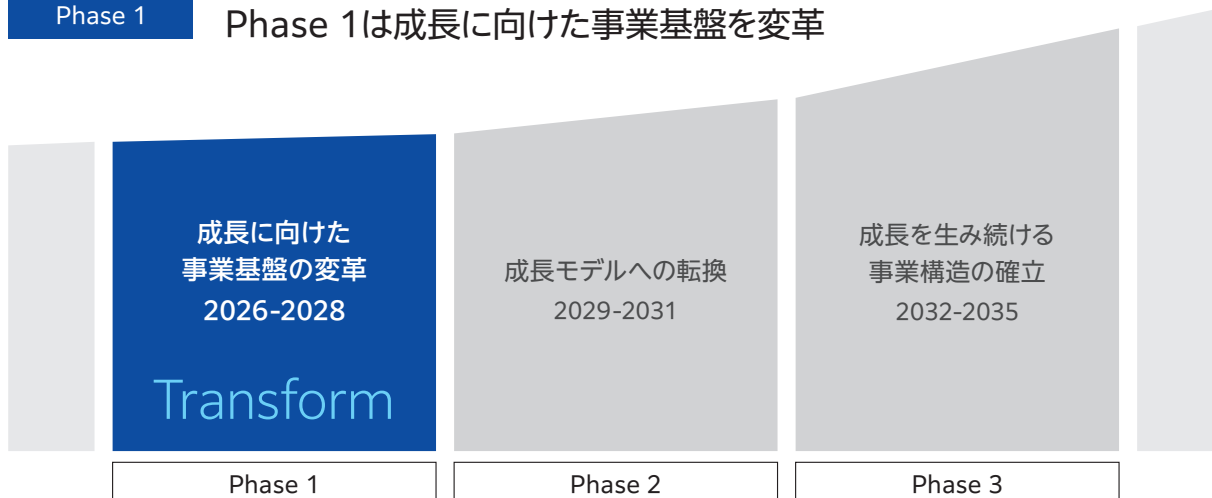 Phase 1
Phase 1は成長に向けた事業基盤を変革
成長に向けた
事業基盤の変革
2026-2028
Transform
成長モデルへの転換
2029-2031
成長を生み続ける
事業構造の確立
2032-2035
Phase 1
Phase 2
Phase 3